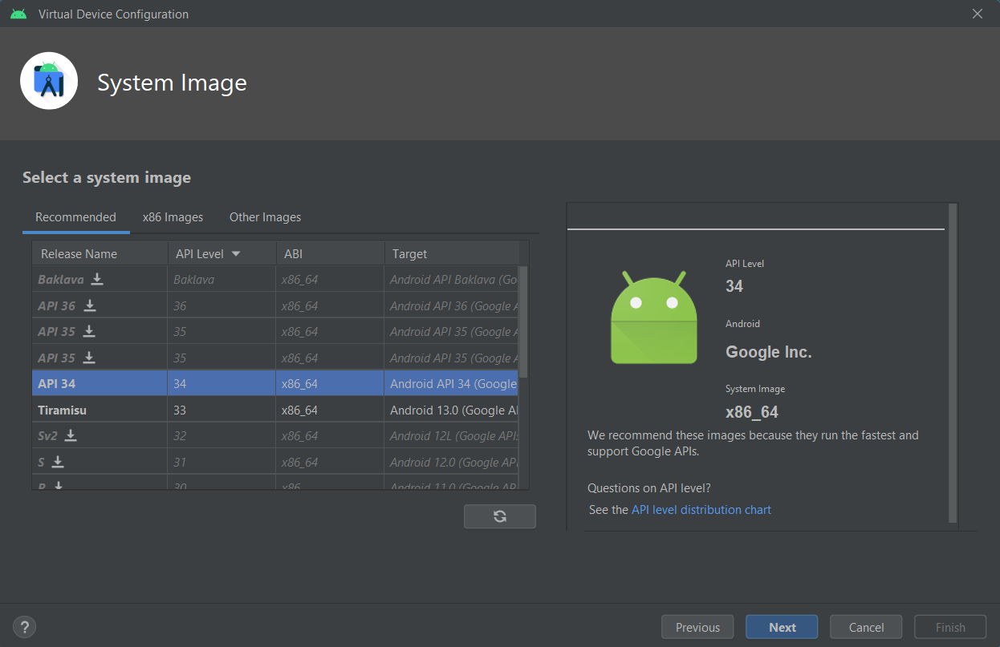 Virtual Device Configuration
System Image
Select a system image
Recommended x86 Images Other Images
Release Name API Level ABI Target
Baklava Baklava x86_64 Android API Baklava (Go
API 36 36 x86_64 Android API 36 (Google A
API 35 35 x86_64 Android API 35 (Google A
API 35 35 x86_64 Android API 35 (Google A
API 34 34 x86_64 Android API 34 (Google
Tiramisu 33 x86_64 Android 13.0 (Google AI
Sv2 32 x86_64 Android 12L (Google APIs
S 31 x86_64 Android 12.0 (Google API
R 30 x86 Android 11.0 (Google API
API Level
34
Android
Google Inc.
System Image
x86_64
We recommend these images because they run the fastest and
support Google APIs.
Questions on API level?
See the API level distribution chart
? Previous Next Cancel Finish